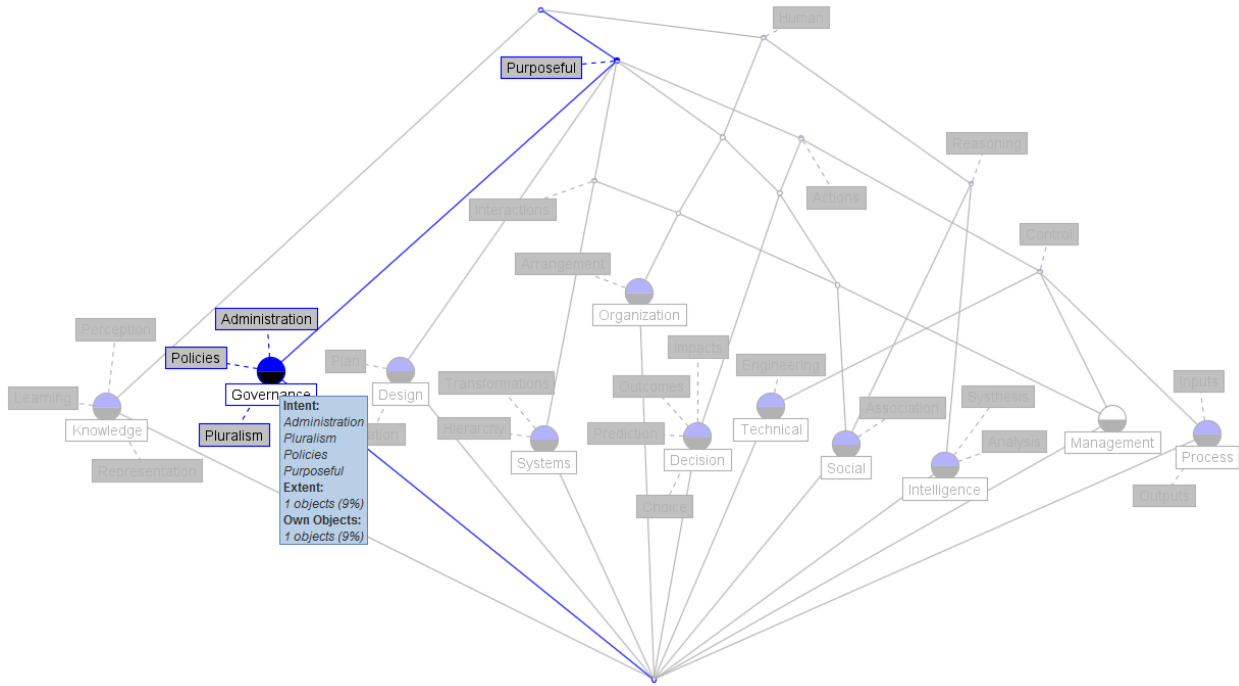 Human
Purposeful
Reasoning
Actions
Interactions
Control
Arrangement
Organization
Administration
Perception
Policies
Plan
Impacts
Engineering
Inputs
Governance
Design
Transformations
Outcomes
Systhesis
Association
Learning
Knowledge
Pluralism
Intent:
Administration
Pluralism
Policies
Purposeful
Extent:
1 objects (9%)
Own Objects:
1 objects (9%)
ation
Hierarchy
Systems
Prediction
Decision
Technical
Social
Analysis
Management
Process
Representation
Choice
Intelligence
Outputs